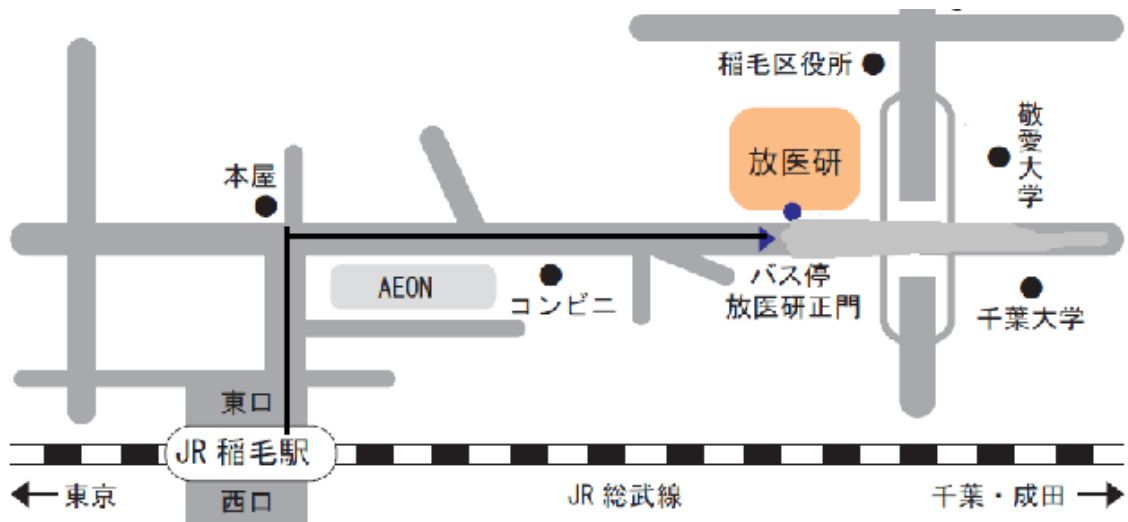 稲毛区役所
敬愛大学
放医研
本屋
AEON
コンビニ
バス停
放医研正門
千葉大学
東口
JR 稲毛駅
西口
東京
JR 総武線
千葉・成田